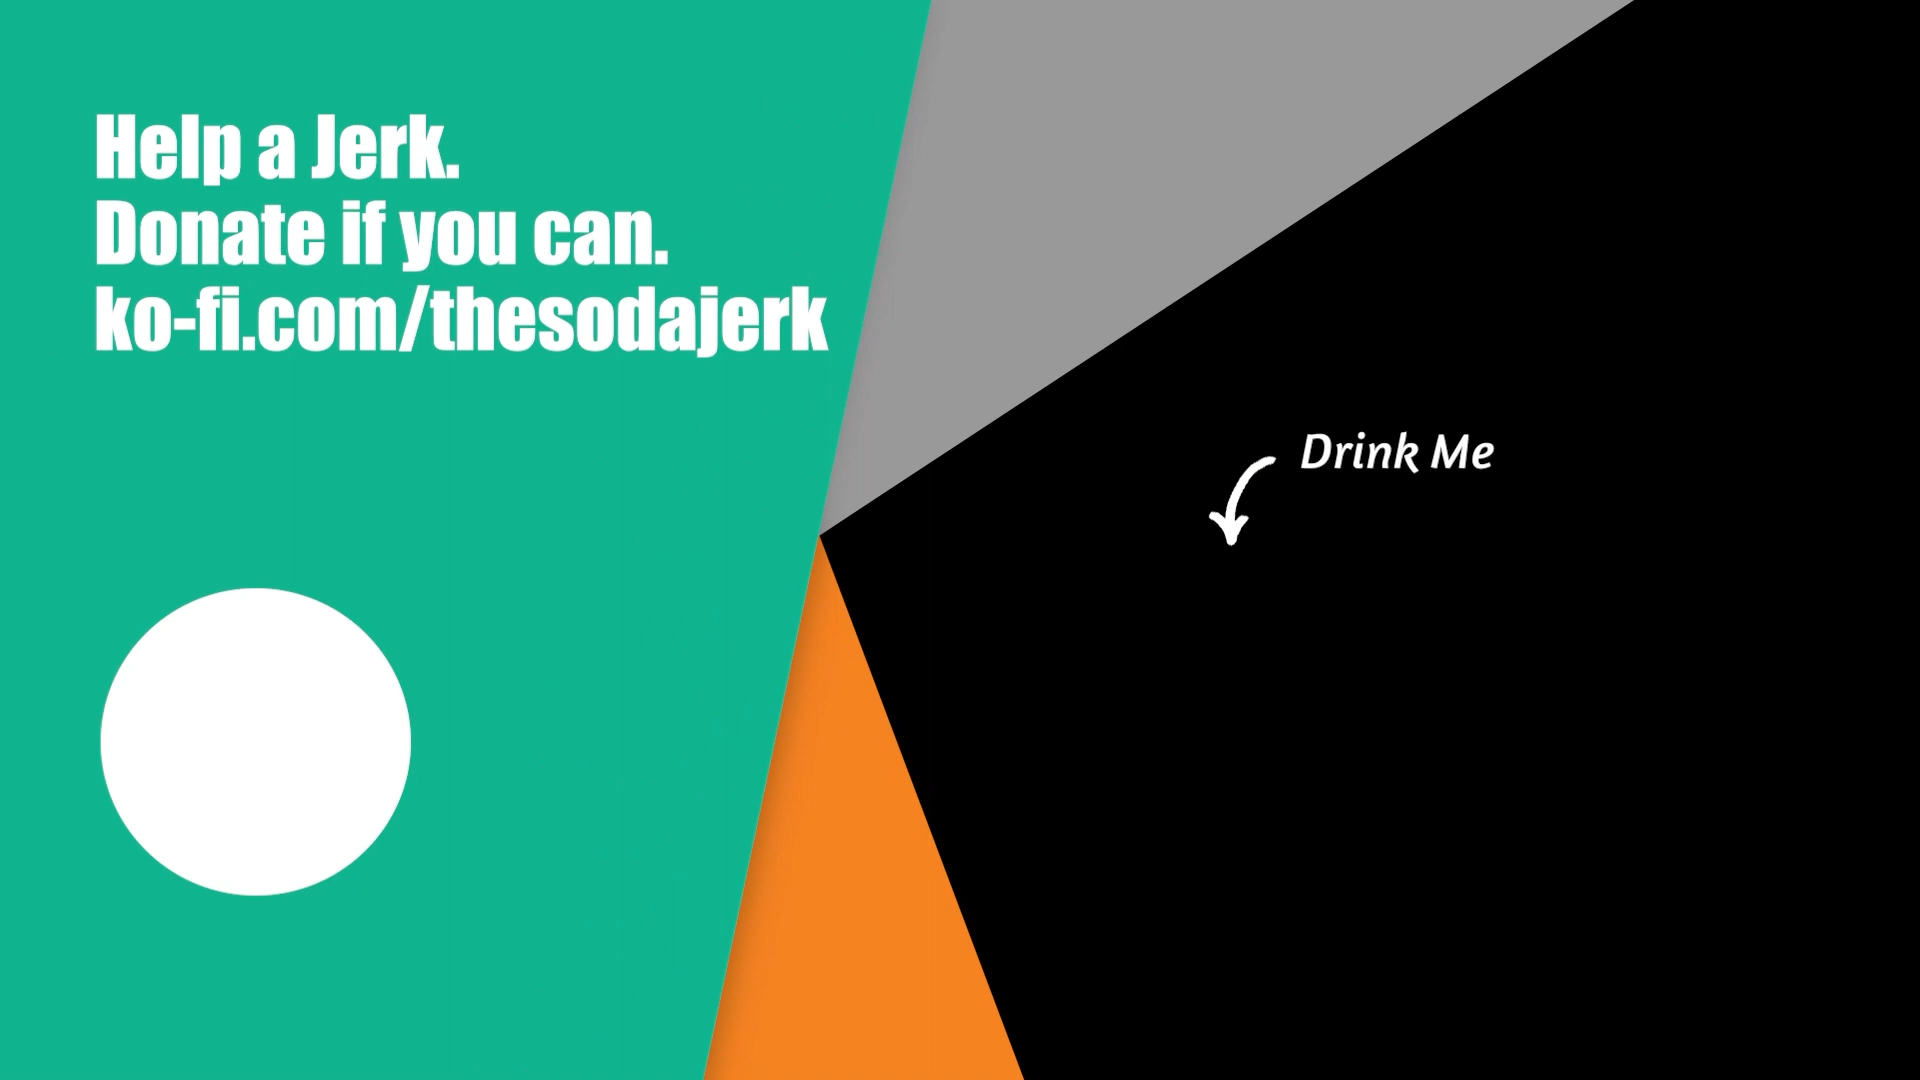 Help a Jerk.
Donate if you can.
ko-fi.com/thesodajerk
Drink Me